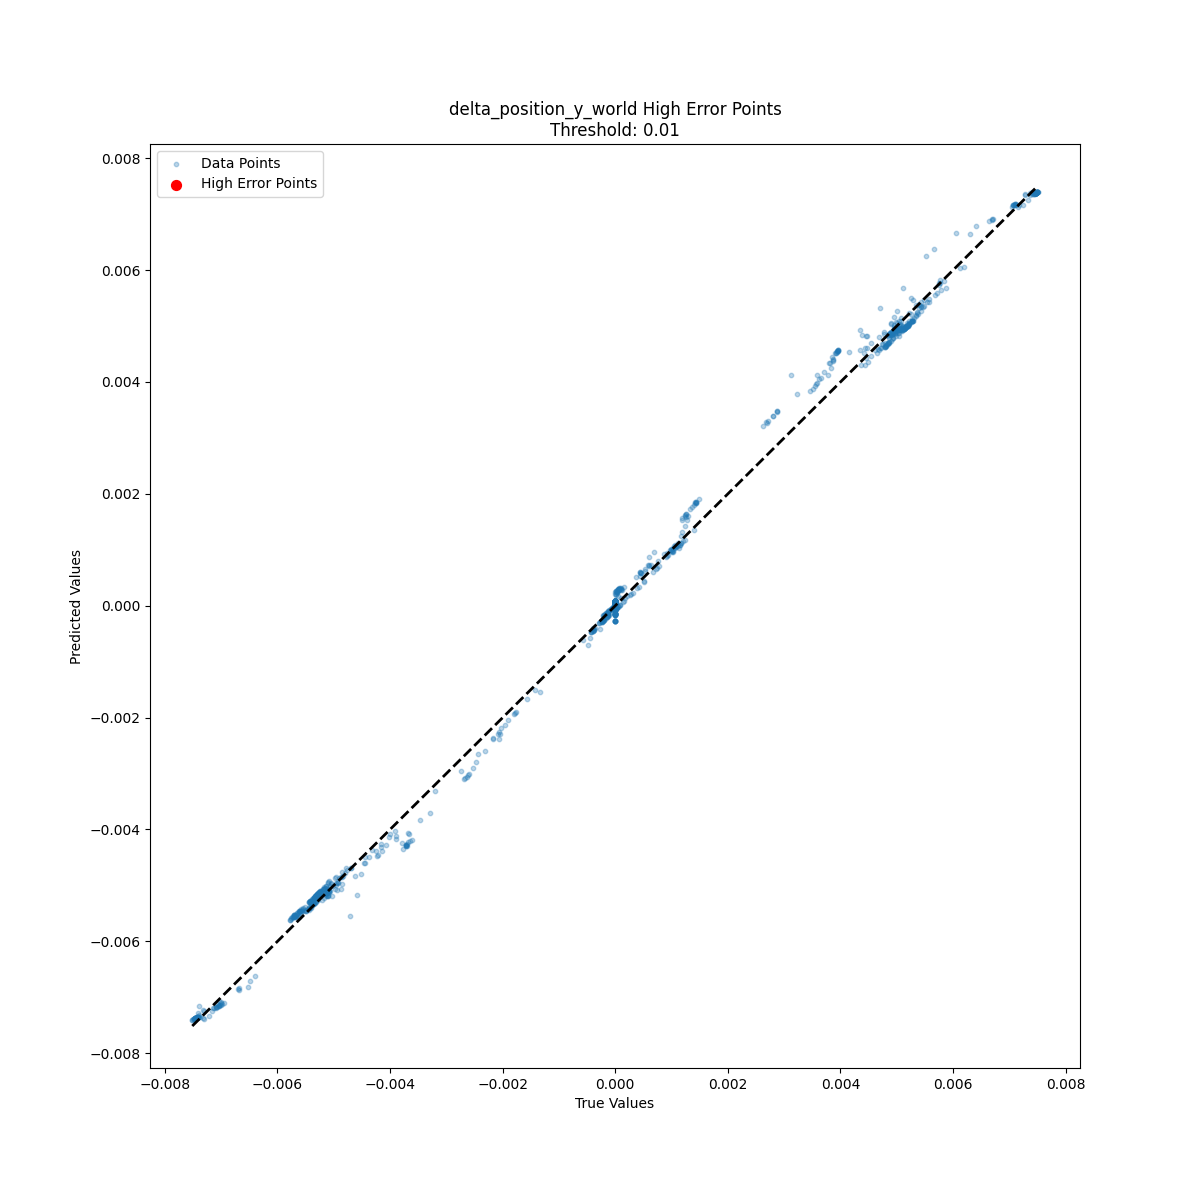 delta_position_y_world High Error Points
Threshold: 0.01
Data Points
High Error Points
0.008
0.006
0.004
0.002
0.000
−0.002
−0.004
−0.006
−0.008
Predicted Values
−0.008 −0.006 −0.004 −0.002 0.000 0.002 0.004 0.006 0.008
True Values